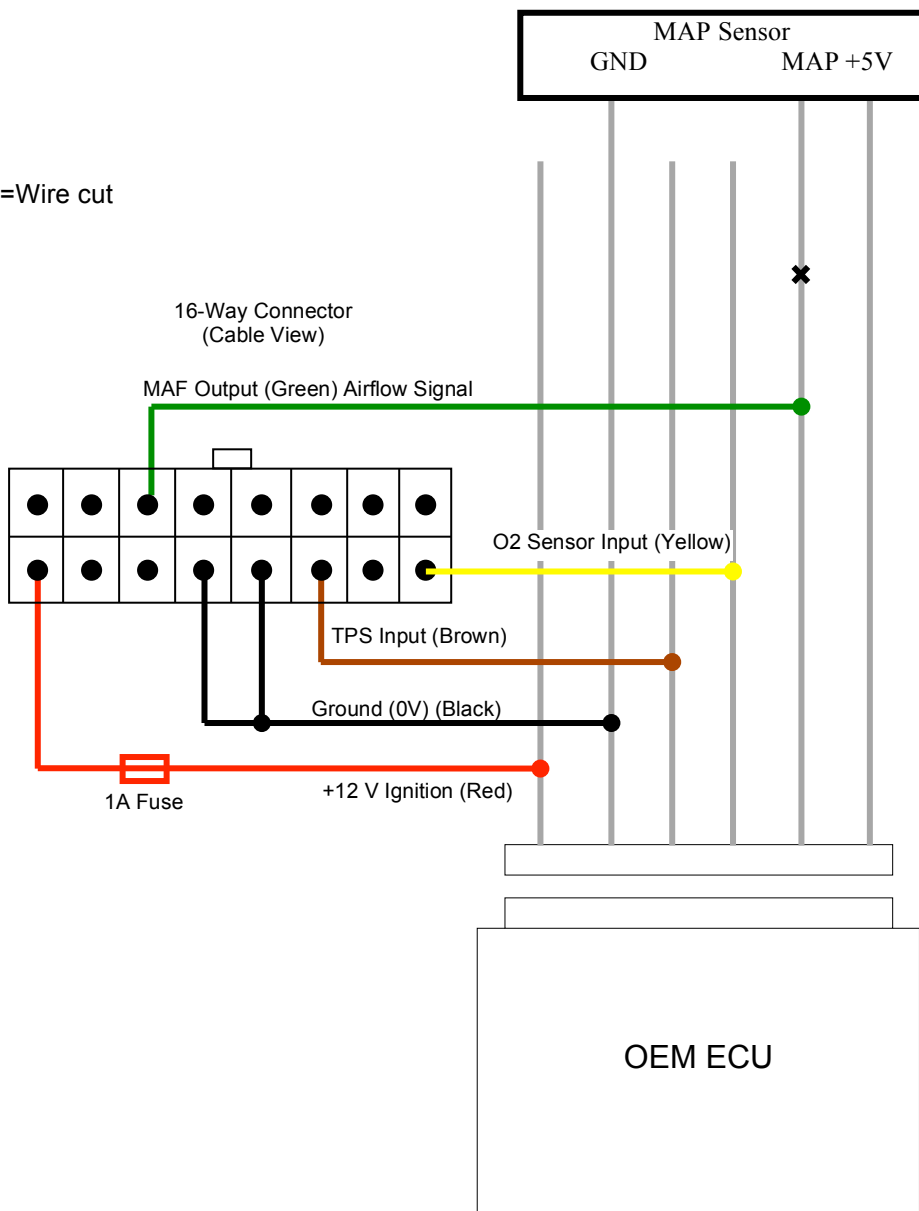 MAP Sensor
GND MAP +5V
=Wire cut
16-Way Connector
(Cable View)
MAF Output (Green) Airflow Signal
O2 Sensor Input (Yellow)
TPS Input (Brown)
Ground (0V) (Black)
+12 V Ignition (Red)
1A Fuse
OEM ECU